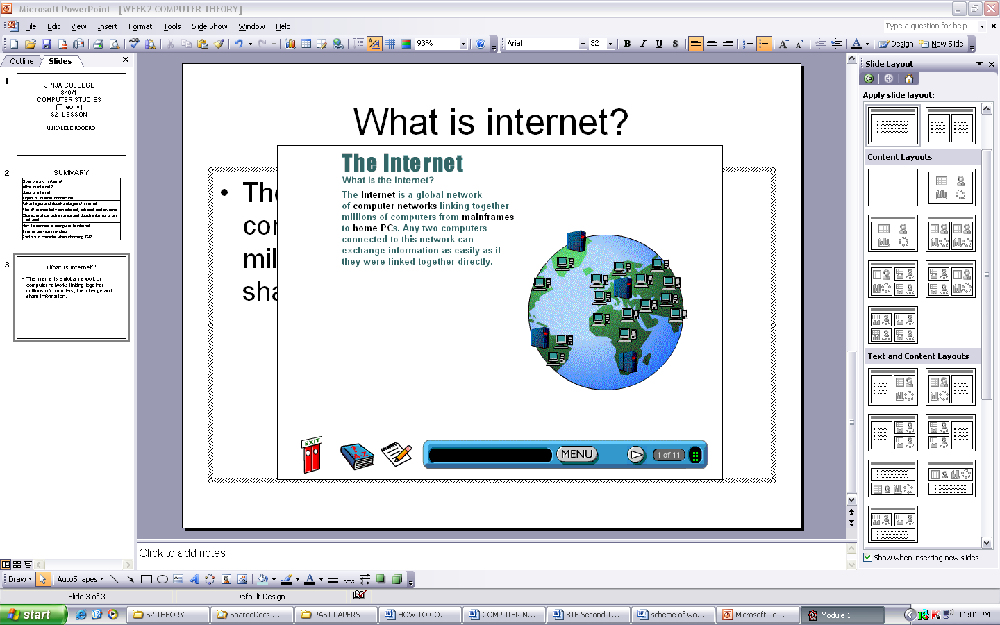 Microsoft PowerPoint - [WEEK2 COMPUTER THEORY]
File Edit View Insert Format Tools Slide Show Window Help
Type a question for help
93%
Arial 32 B I U S
Design New Slide
Outline Slides
1
JINJA COLLEGE
840/1
COMPUTER STUDIES
(Theory)
S2 LESSON
MUKALELE ROGERS
2
SUMMARY
Over view of internet
What is internet?
Uses of internet
Types of internet connection
Advantages and disadvantages of internet
The difference between internet, intranet and extranet
Characteristics, advantages and disadvantages of an
intranet
How to connect a computer to internet
Internet service providers
Factors to consider when choosing ISP
3
What is internet?
• The internet is a global network of
computer networks linking together
millions of computers, to exchange and
share information.
What is internet?
• The
com
mil
sha
The Internet
What is the Internet?
The Internet is a global network
of computer networks linking together
millions of computers from mainframes
to home PCs. Any two computers
connected to this network can
exchange information as easily as if
they were linked together directly.
EXIT
? A-Z
MENU
1 of 11
Slide Layout
Apply slide layout:
Content Layouts
Text and Content Layouts
Show when inserting new slides
Click to add notes
Draw AutoShapes
Slide 3 of 3 Default Design
start S2 THEORY SharedDocs ... PAST PAPERS HOW TO CO... COMPUTER N... BTE Second T... scheme of wo... Microsoft Po... Module 1 11:01 PM